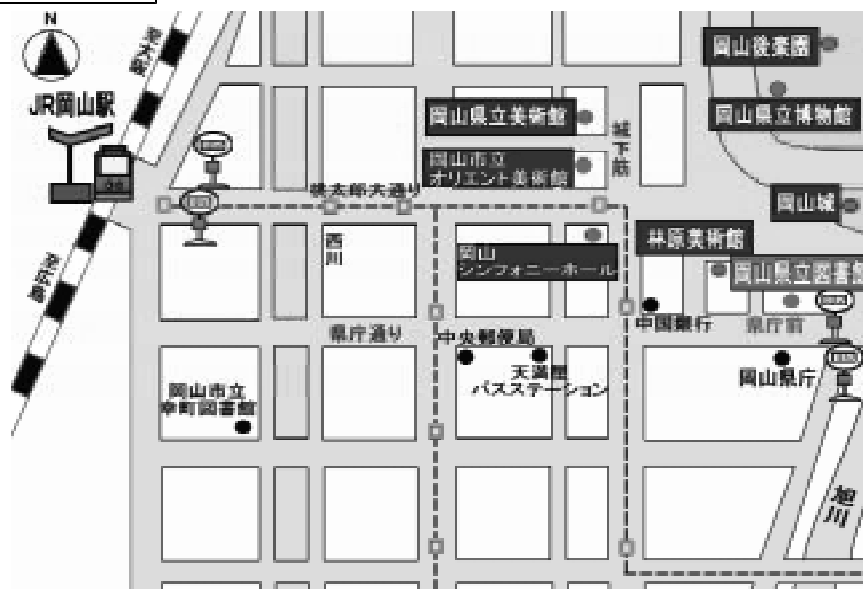 N
至大阪
JR岡山駅
岡山後楽園
岡山県立美術館
岡山県立博物館
城下筋
岡山市立
オリエント美術館
桃太郎大通り
岡山城
林原美術館
西川
岡山
シンフォニーホール
岡山県立図書館
至広島
中国銀行
県庁前
県庁通り
中央郵便局
天満屋
バスステーション
岡山県庁
岡山市立
幸町図書館
旭川